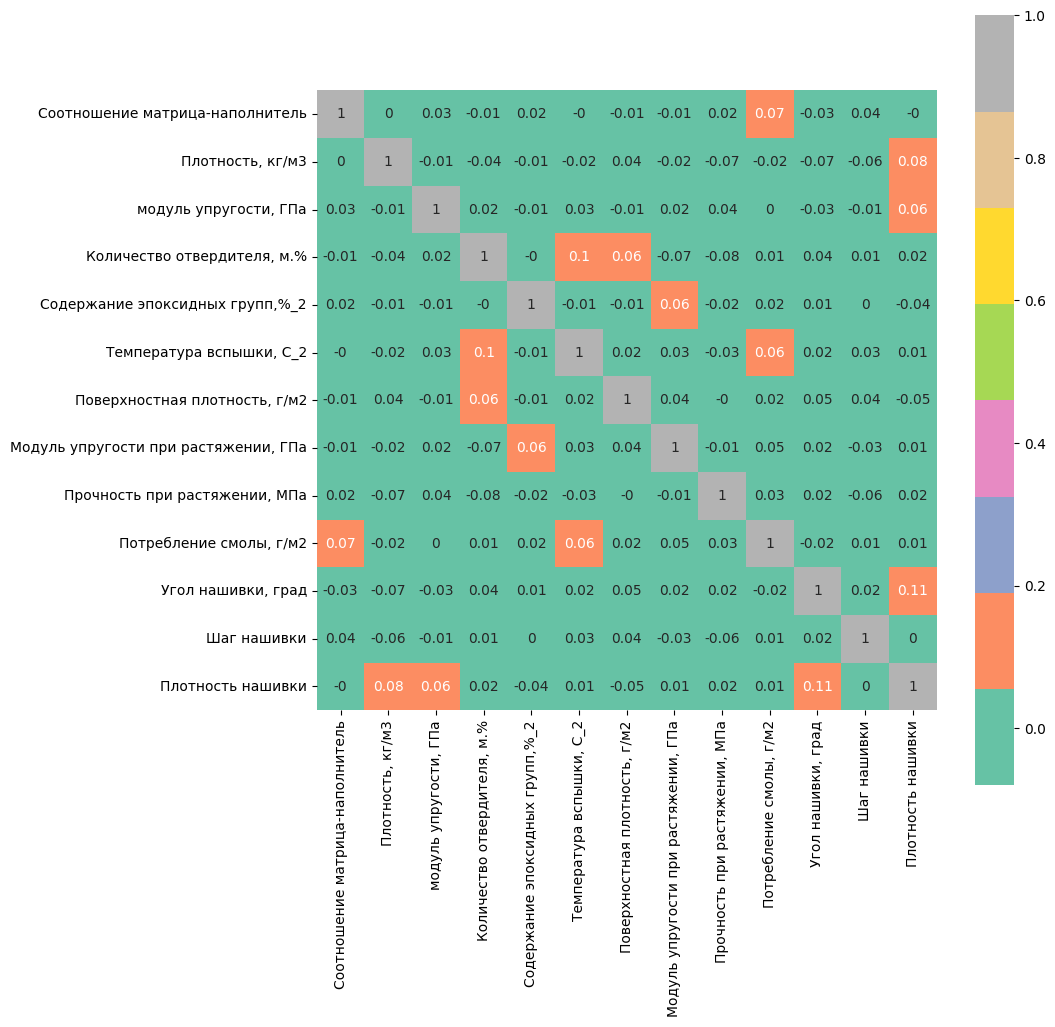 1.0
Соотношение матрица-наполнитель 1 0 0.03 -0.01 0.02 -0 -0.01 -0.01 0.02 0.07 -0.03 0.04 -0
Плотность, кг/м3 0 1 -0.01 -0.04 -0.01 -0.02 0.04 -0.02 -0.07 -0.02 -0.07 -0.06 0.08
0.8
модуль упругости, ГПа 0.03 -0.01 1 0.02 -0.01 0.03 -0.01 0.02 0.04 0 -0.03 -0.01 0.06
Количество отвердителя, м.% -0.01 -0.04 0.02 1 -0 0.1 0.06 -0.07 -0.08 0.01 0.04 0.01 0.02
0.6
Содержание эпоксидных групп,%_2 0.02 -0.01 -0.01 -0 1 -0.01 -0.01 0.06 -0.02 0.02 0.01 0 -0.04
Температура вспышки, С_2 -0 -0.02 0.03 0.1 -0.01 1 0.02 0.03 -0.03 0.06 0.02 0.03 0.01
Поверхностная плотность, г/м2 -0.01 0.04 -0.01 0.06 -0.01 0.02 1 0.04 -0 0.02 0.05 0.04 -0.05
0.4
Модуль упругости при растяжении, ГПа -0.01 -0.02 0.02 -0.07 0.06 0.03 0.04 1 -0.01 0.05 0.02 -0.03 0.01
Прочность при растяжении, МПа 0.02 -0.07 0.04 -0.08 -0.02 -0.03 -0 -0.01 1 0.03 0.02 -0.06 0.02
Потребление смолы, г/м2 0.07 -0.02 0 0.01 0.02 0.06 0.02 0.05 0.03 1 -0.02 0.01 0.01
0.2
Угол нашивки, град -0.03 -0.07 -0.03 0.04 0.01 0.02 0.05 0.02 0.02 -0.02 1 0.02 0.11
Шаг нашивки 0.04 -0.06 -0.01 0.01 0 0.03 0.04 -0.03 -0.06 0.01 0.02 1 0
Плотность нашивки -0 0.08 0.06 0.02 -0.04 0.01 -0.05 0.01 0.02 0.01 0.11 0 1
0.0
Соотношение матрица-наполнитель
Плотность, кг/м3
модуль упругости, ГПа
Количество отвердителя, м.%
Содержание эпоксидных групп,%_2
Температура вспышки, С_2
Поверхностная плотность, г/м2
Модуль упругости при растяжении, ГПа
Прочность при растяжении, МПа
Потребление смолы, г/м2
Угол нашивки, град
Шаг нашивки
Плотность нашивки